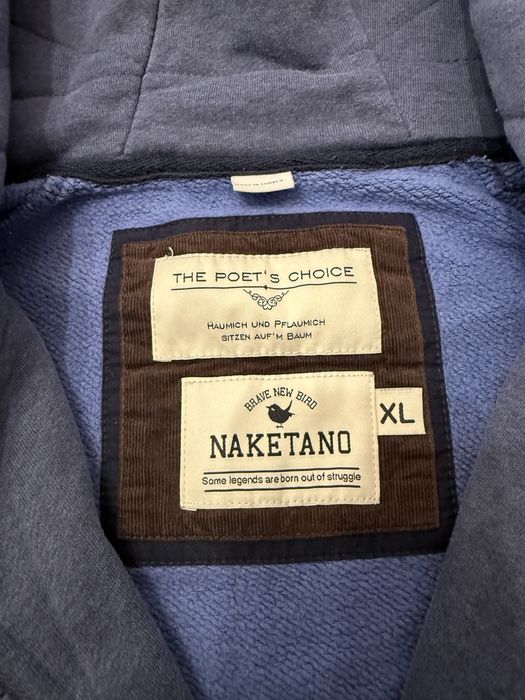 THE POET'S CHOICE
HAUMICH UND PFLAUMICH
SITZEN AUF'M BAUM
BRAVE NEW BIRD
NAKETANO
XL
Some legends are born out of struggle